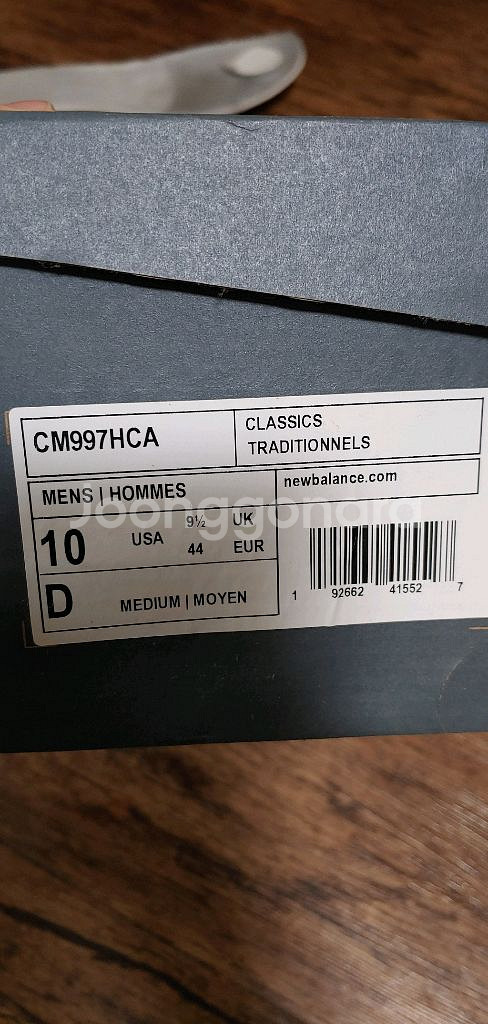 CM997HCA
CLASSICS
TRADITIONNELS
MENS | HOMMES
newbalance.com
10 USA 9½ UK
44 EUR
D MEDIUM | MOYEN
1 92662 41552 7
Joonggonara